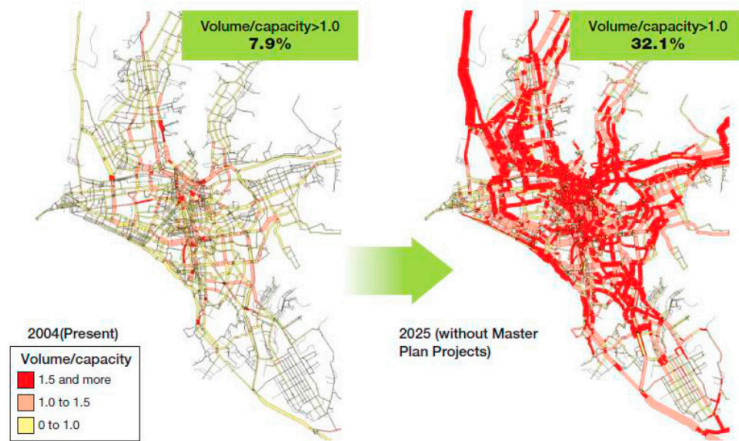 Volume/capacity>1.0
7.9%
Volume/capacity>1.0
32.1%
2004(Present)
2025 (without Master
Plan Projects)
Volume/capacity
1.5 and more
1.0 to 1.5
0 to 1.0